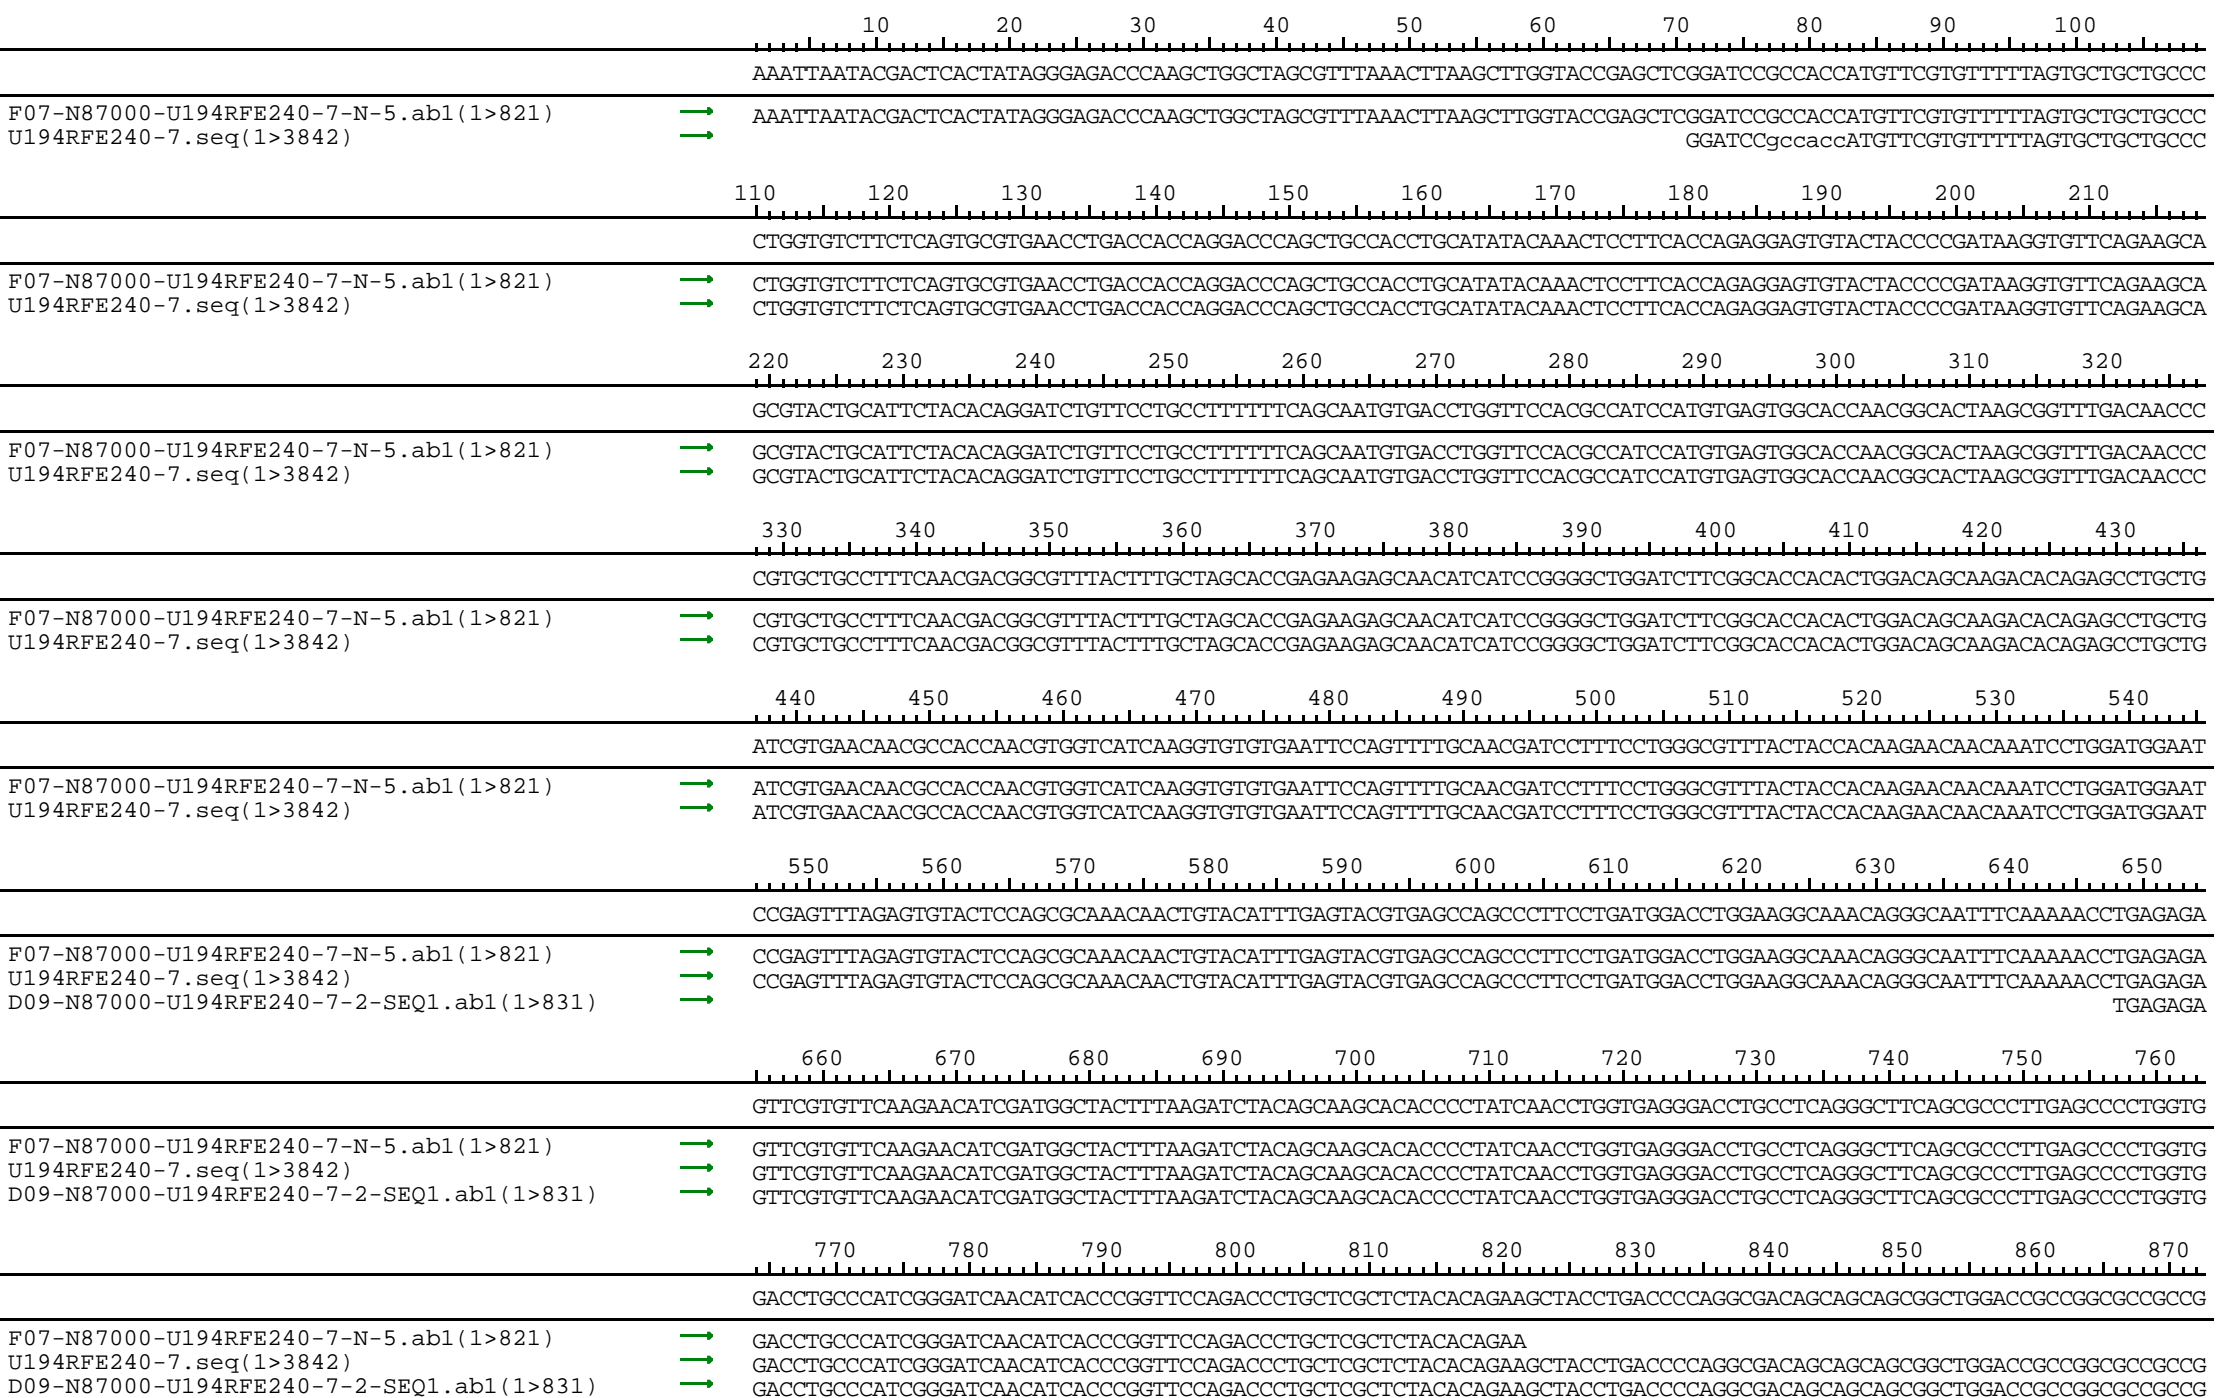 10 20 30 40 50 60 70 80 90 100
AAATTAATACGACTCACTATAGGGAGACCCAAGCTGGCTAGCGTTTAAACTTAAGCTTGGTACCGAGCTCGGATCCGCCACCATGTTCGTGTTTTTAGTGCTGCTGCCC
F07-N87000-U194RFE240-7-N-5.ab1(1>821) → AAATTAATACGACTCACTATAGGGAGACCCAAGCTGGCTAGCGTTTAAACTTAAGCTTGGTACCGAGCTCGGATCCGCCACCATGTTCGTGTTTTTAGTGCTGCTGCCC
U194RFE240-7.seq(1>3842) → GGATCCgccaccATGTTCGTGTTTTTAGTGCTGCTGCCC
110 120 130 140 150 160 170 180 190 200 210
CTGGTGTCTTCTCAGTGCGTGAACCTGACCACCAGGACCCAGCTGCCACCTGCATATACAAACTCCTTCACCAGAGGAGTGTACTACCCCGATAAGGTGTTCAGAAGCA
F07-N87000-U194RFE240-7-N-5.ab1(1>821) → CTGGTGTCTTCTCAGTGCGTGAACCTGACCACCAGGACCCAGCTGCCACCTGCATATACAAACTCCTTCACCAGAGGAGTGTACTACCCCGATAAGGTGTTCAGAAGCA
U194RFE240-7.seq(1>3842) → CTGGTGTCTTCTCAGTGCGTGAACCTGACCACCAGGACCCAGCTGCCACCTGCATATACAAACTCCTTCACCAGAGGAGTGTACTACCCCGATAAGGTGTTCAGAAGCA
220 230 240 250 260 270 280 290 300 310 320
GCGTACTGCATTCTACACAGGATCTGTTCCTGCCTTTTTTCAGCAATGTGACCTGGTTCCACGCCATCCATGTGAGTGGCACCAACGGCACTAAGCGGTTTGACAACCC
F07-N87000-U194RFE240-7-N-5.ab1(1>821) → GCGTACTGCATTCTACACAGGATCTGTTCCTGCCTTTTTTCAGCAATGTGACCTGGTTCCACGCCATCCATGTGAGTGGCACCAACGGCACTAAGCGGTTTGACAACCC
U194RFE240-7.seq(1>3842) → GCGTACTGCATTCTACACAGGATCTGTTCCTGCCTTTTTTCAGCAATGTGACCTGGTTCCACGCCATCCATGTGAGTGGCACCAACGGCACTAAGCGGTTTGACAACCC
330 340 350 360 370 380 390 400 410 420 430
CGTGCTGCCTTTCAACGACGGCGTTTACTTTGCTAGCACCGAGAAGAGCAACATCATCCGGGGCTGGATCTTCGGCACCACACTGGACAGCAAGACACAGAGCCTGCTG
F07-N87000-U194RFE240-7-N-5.ab1(1>821) → CGTGCTGCCTTTCAACGACGGCGTTTACTTTGCTAGCACCGAGAAGAGCAACATCATCCGGGGCTGGATCTTCGGCACCACACTGGACAGCAAGACACAGAGCCTGCTG
U194RFE240-7.seq(1>3842) → CGTGCTGCCTTTCAACGACGGCGTTTACTTTGCTAGCACCGAGAAGAGCAACATCATCCGGGGCTGGATCTTCGGCACCACACTGGACAGCAAGACACAGAGCCTGCTG
440 450 460 470 480 490 500 510 520 530 540
ATCGTGAACAACGCCACCAACGTGGTCATCAAGGTGTGTGAATTCCAGTTTTGCAACGATCCTTTCCTGGGCGTTTACTACCACAAGAACAACAAATCCTGGATGGAAT
F07-N87000-U194RFE240-7-N-5.ab1(1>821) → ATCGTGAACAACGCCACCAACGTGGTCATCAAGGTGTGTGAATTCCAGTTTTGCAACGATCCTTTCCTGGGCGTTTACTACCACAAGAACAACAAATCCTGGATGGAAT
U194RFE240-7.seq(1>3842) → ATCGTGAACAACGCCACCAACGTGGTCATCAAGGTGTGTGAATTCCAGTTTTGCAACGATCCTTTCCTGGGCGTTTACTACCACAAGAACAACAAATCCTGGATGGAAT
550 560 570 580 590 600 610 620 630 640 650
CCGAGTTTAGAGTGTACTCCAGCGCAAACAACTGTACATTTGAGTACGTGAGCCAGCCCTTCCTGATGGACCTGGAAGGCAAACAGGGCAATTTCAAAAACCTGAGAGA
F07-N87000-U194RFE240-7-N-5.ab1(1>821) → CCGAGTTTAGAGTGTACTCCAGCGCAAACAACTGTACATTTGAGTACGTGAGCCAGCCCTTCCTGATGGACCTGGAAGGCAAACAGGGCAATTTCAAAAACCTGAGAGA
U194RFE240-7.seq(1>3842) → CCGAGTTTAGAGTGTACTCCAGCGCAAACAACTGTACATTTGAGTACGTGAGCCAGCCCTTCCTGATGGACCTGGAAGGCAAACAGGGCAATTTCAAAAACCTGAGAGA
D09-N87000-U194RFE240-7-2-SEQ1.ab1(1>831) → TGAGAGA
660 670 680 690 700 710 720 730 740 750 760
GTTCGTGTTCAAGAACATCGATGGCTACTTTAAGATCTACAGCAAGCACACCCCTATCAACCTGGTGAGGGACCTGCCTCAGGGCTTCAGCGCCCTTGAGCCCCTGGTG
F07-N87000-U194RFE240-7-N-5.ab1(1>821) → GTTCGTGTTCAAGAACATCGATGGCTACTTTAAGATCTACAGCAAGCACACCCCTATCAACCTGGTGAGGGACCTGCCTCAGGGCTTCAGCGCCCTTGAGCCCCTGGTG
U194RFE240-7.seq(1>3842) → GTTCGTGTTCAAGAACATCGATGGCTACTTTAAGATCTACAGCAAGCACACCCCTATCAACCTGGTGAGGGACCTGCCTCAGGGCTTCAGCGCCCTTGAGCCCCTGGTG
D09-N87000-U194RFE240-7-2-SEQ1.ab1(1>831) → GTTCGTGTTCAAGAACATCGATGGCTACTTTAAGATCTACAGCAAGCACACCCCTATCAACCTGGTGAGGGACCTGCCTCAGGGCTTCAGCGCCCTTGAGCCCCTGGTG
770 780 790 800 810 820 830 840 850 860 870
GACCTGCCCATCGGGATCAACATCACCCGGTTCCAGACCCTGCTCGCTCTACACAGAAGCTACCTGACCCCAGGCGACAGCAGCAGCGGCTGGACCGCCGGCGCCGCCG
F07-N87000-U194RFE240-7-N-5.ab1(1>821) → GACCTGCCCATCGGGATCAACATCACCCGGTTCCAGACCCTGCTCGCTCTACACAGAA
U194RFE240-7.seq(1>3842) → GACCTGCCCATCGGGATCAACATCACCCGGTTCCAGACCCTGCTCGCTCTACACAGAAGCTACCTGACCCCAGGCGACAGCAGCAGCGGCTGGACCGCCGGCGCCGCCG
D09-N87000-U194RFE240-7-2-SEQ1.ab1(1>831) → GACCTGCCCATCGGGATCAACATCACCCGGTTCCAGACCCTGCTCGCTCTACACAGAAGCTACCTGACCCCAGGCGACAGCAGCAGCGGCTGGACCGCCGGCGCCGCCG